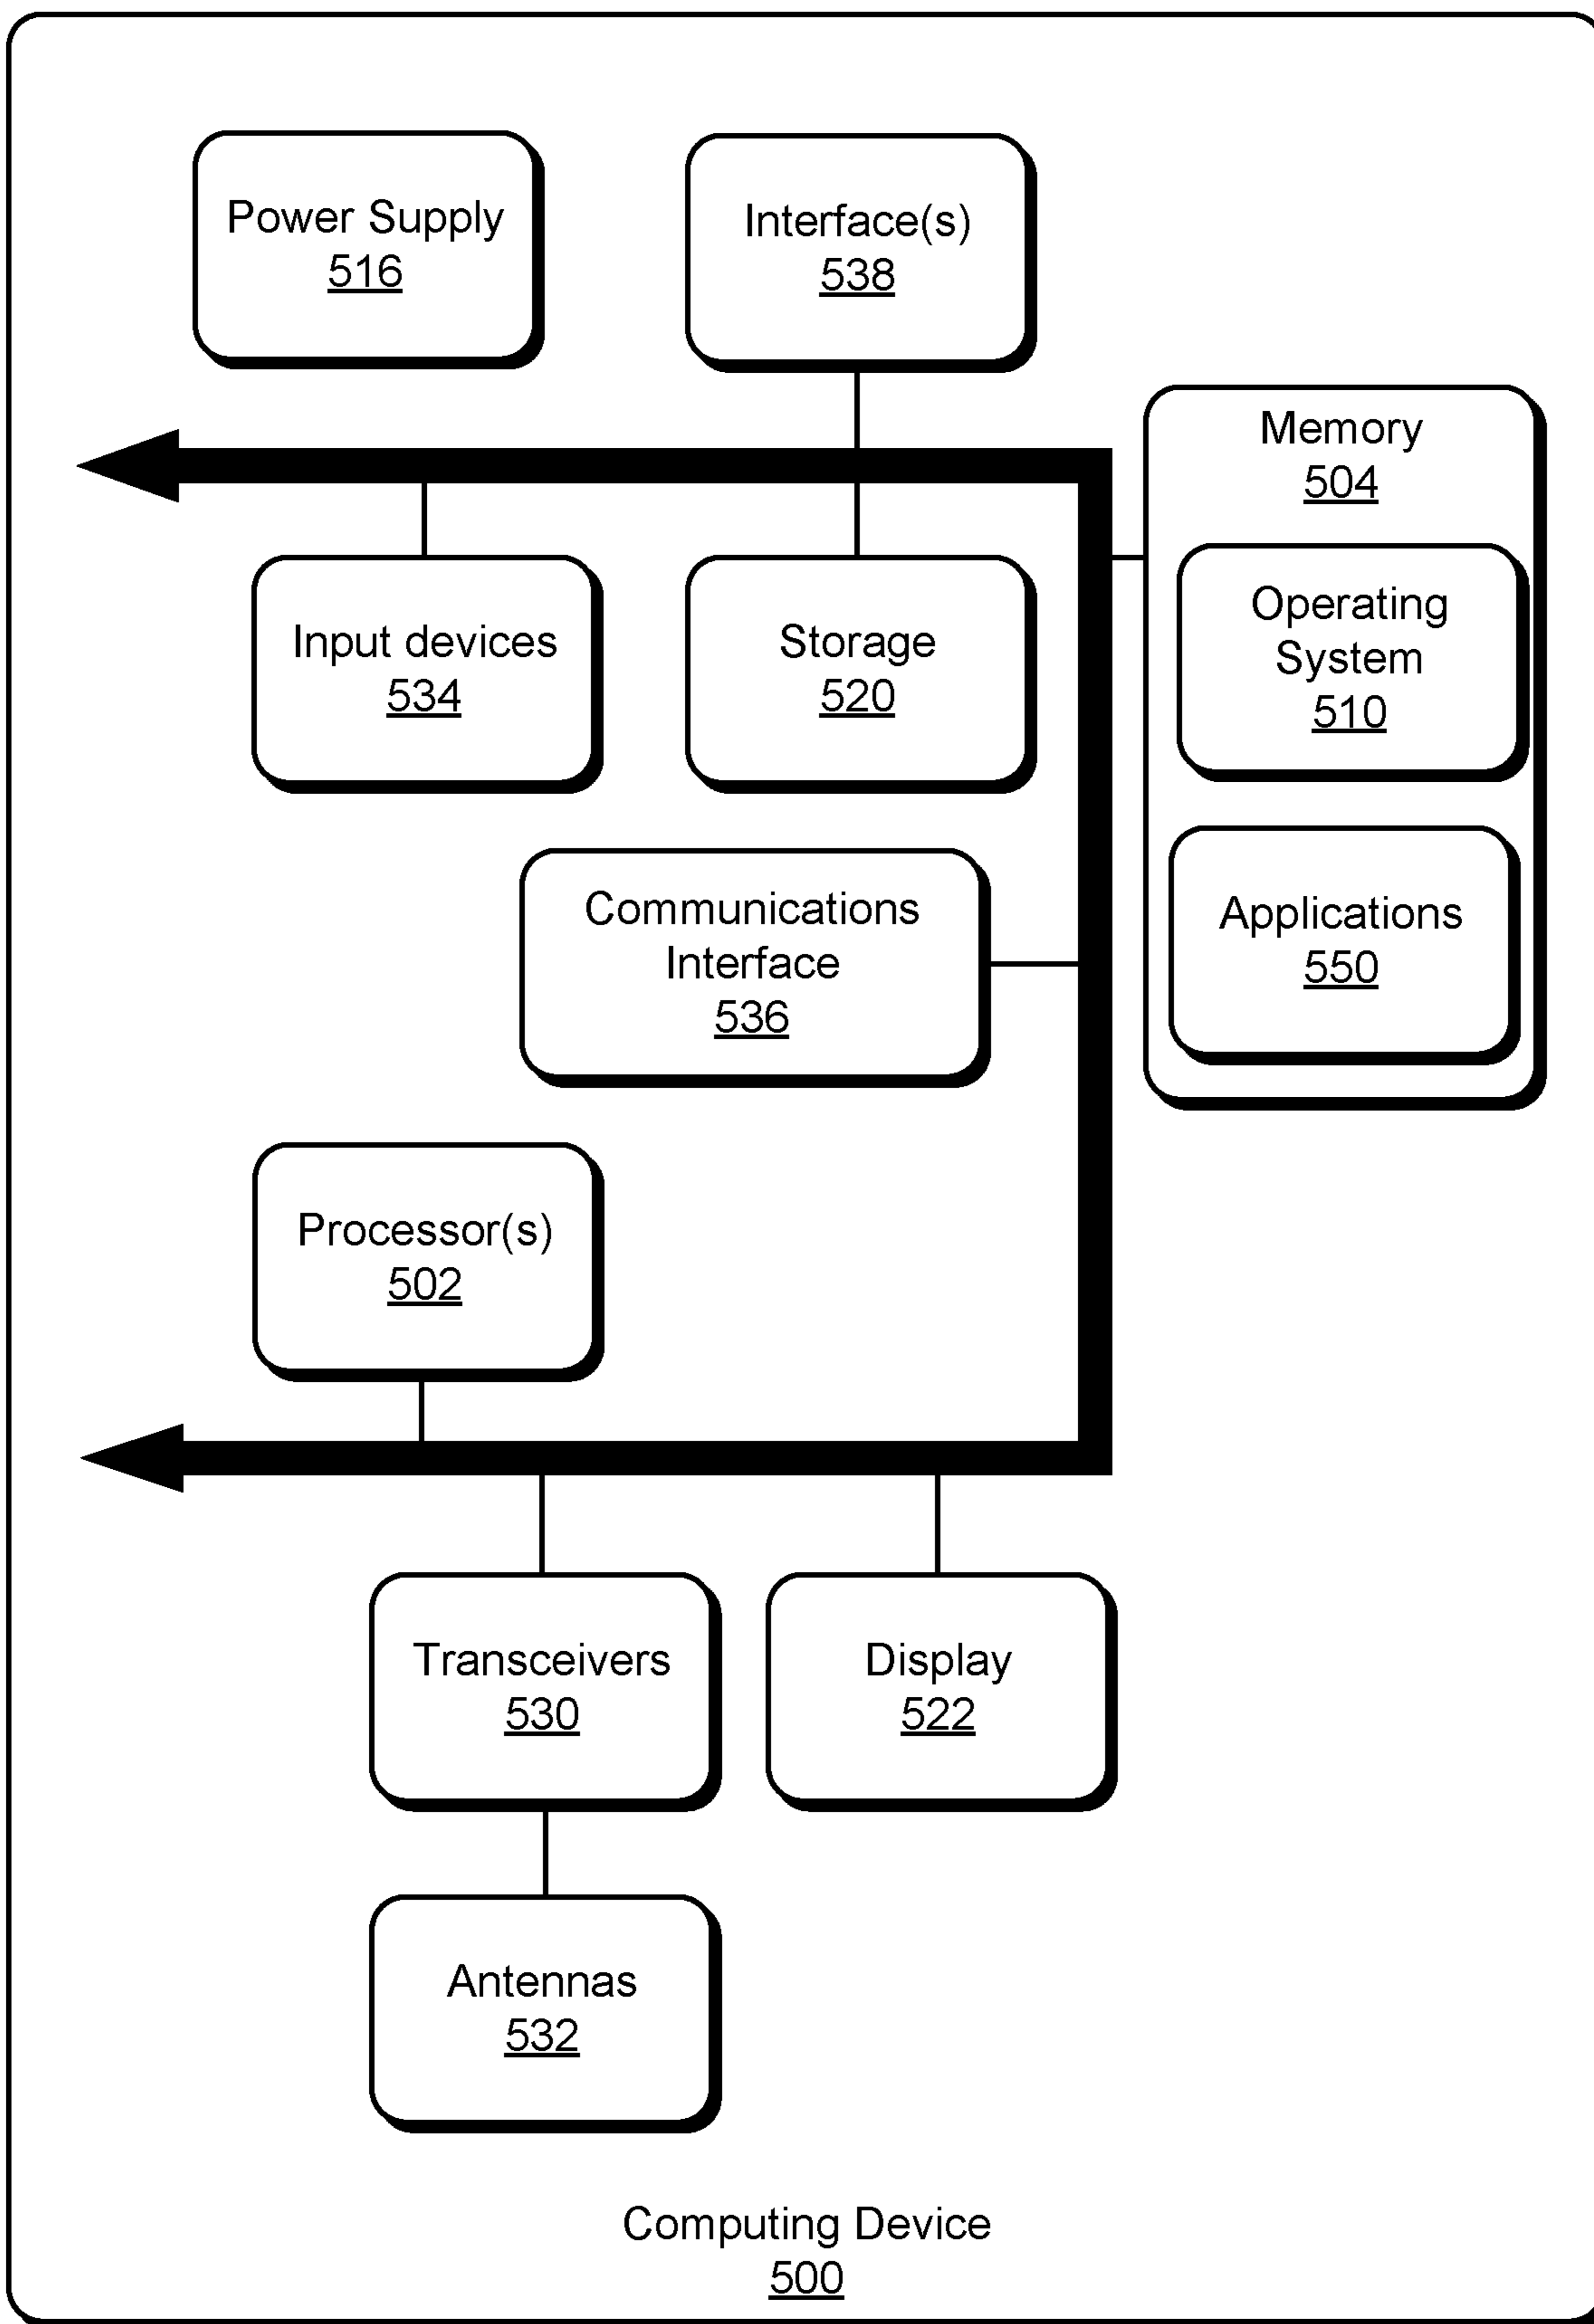 Power Supply
516
Interface(s)
538
Memory
504
Operating
System
510
Input devices
534
Storage
520
Applications
550
Communications
Interface
536
Processor(s)
502
Transceivers
530
Display
522
Antennas
532
Computing Device
500